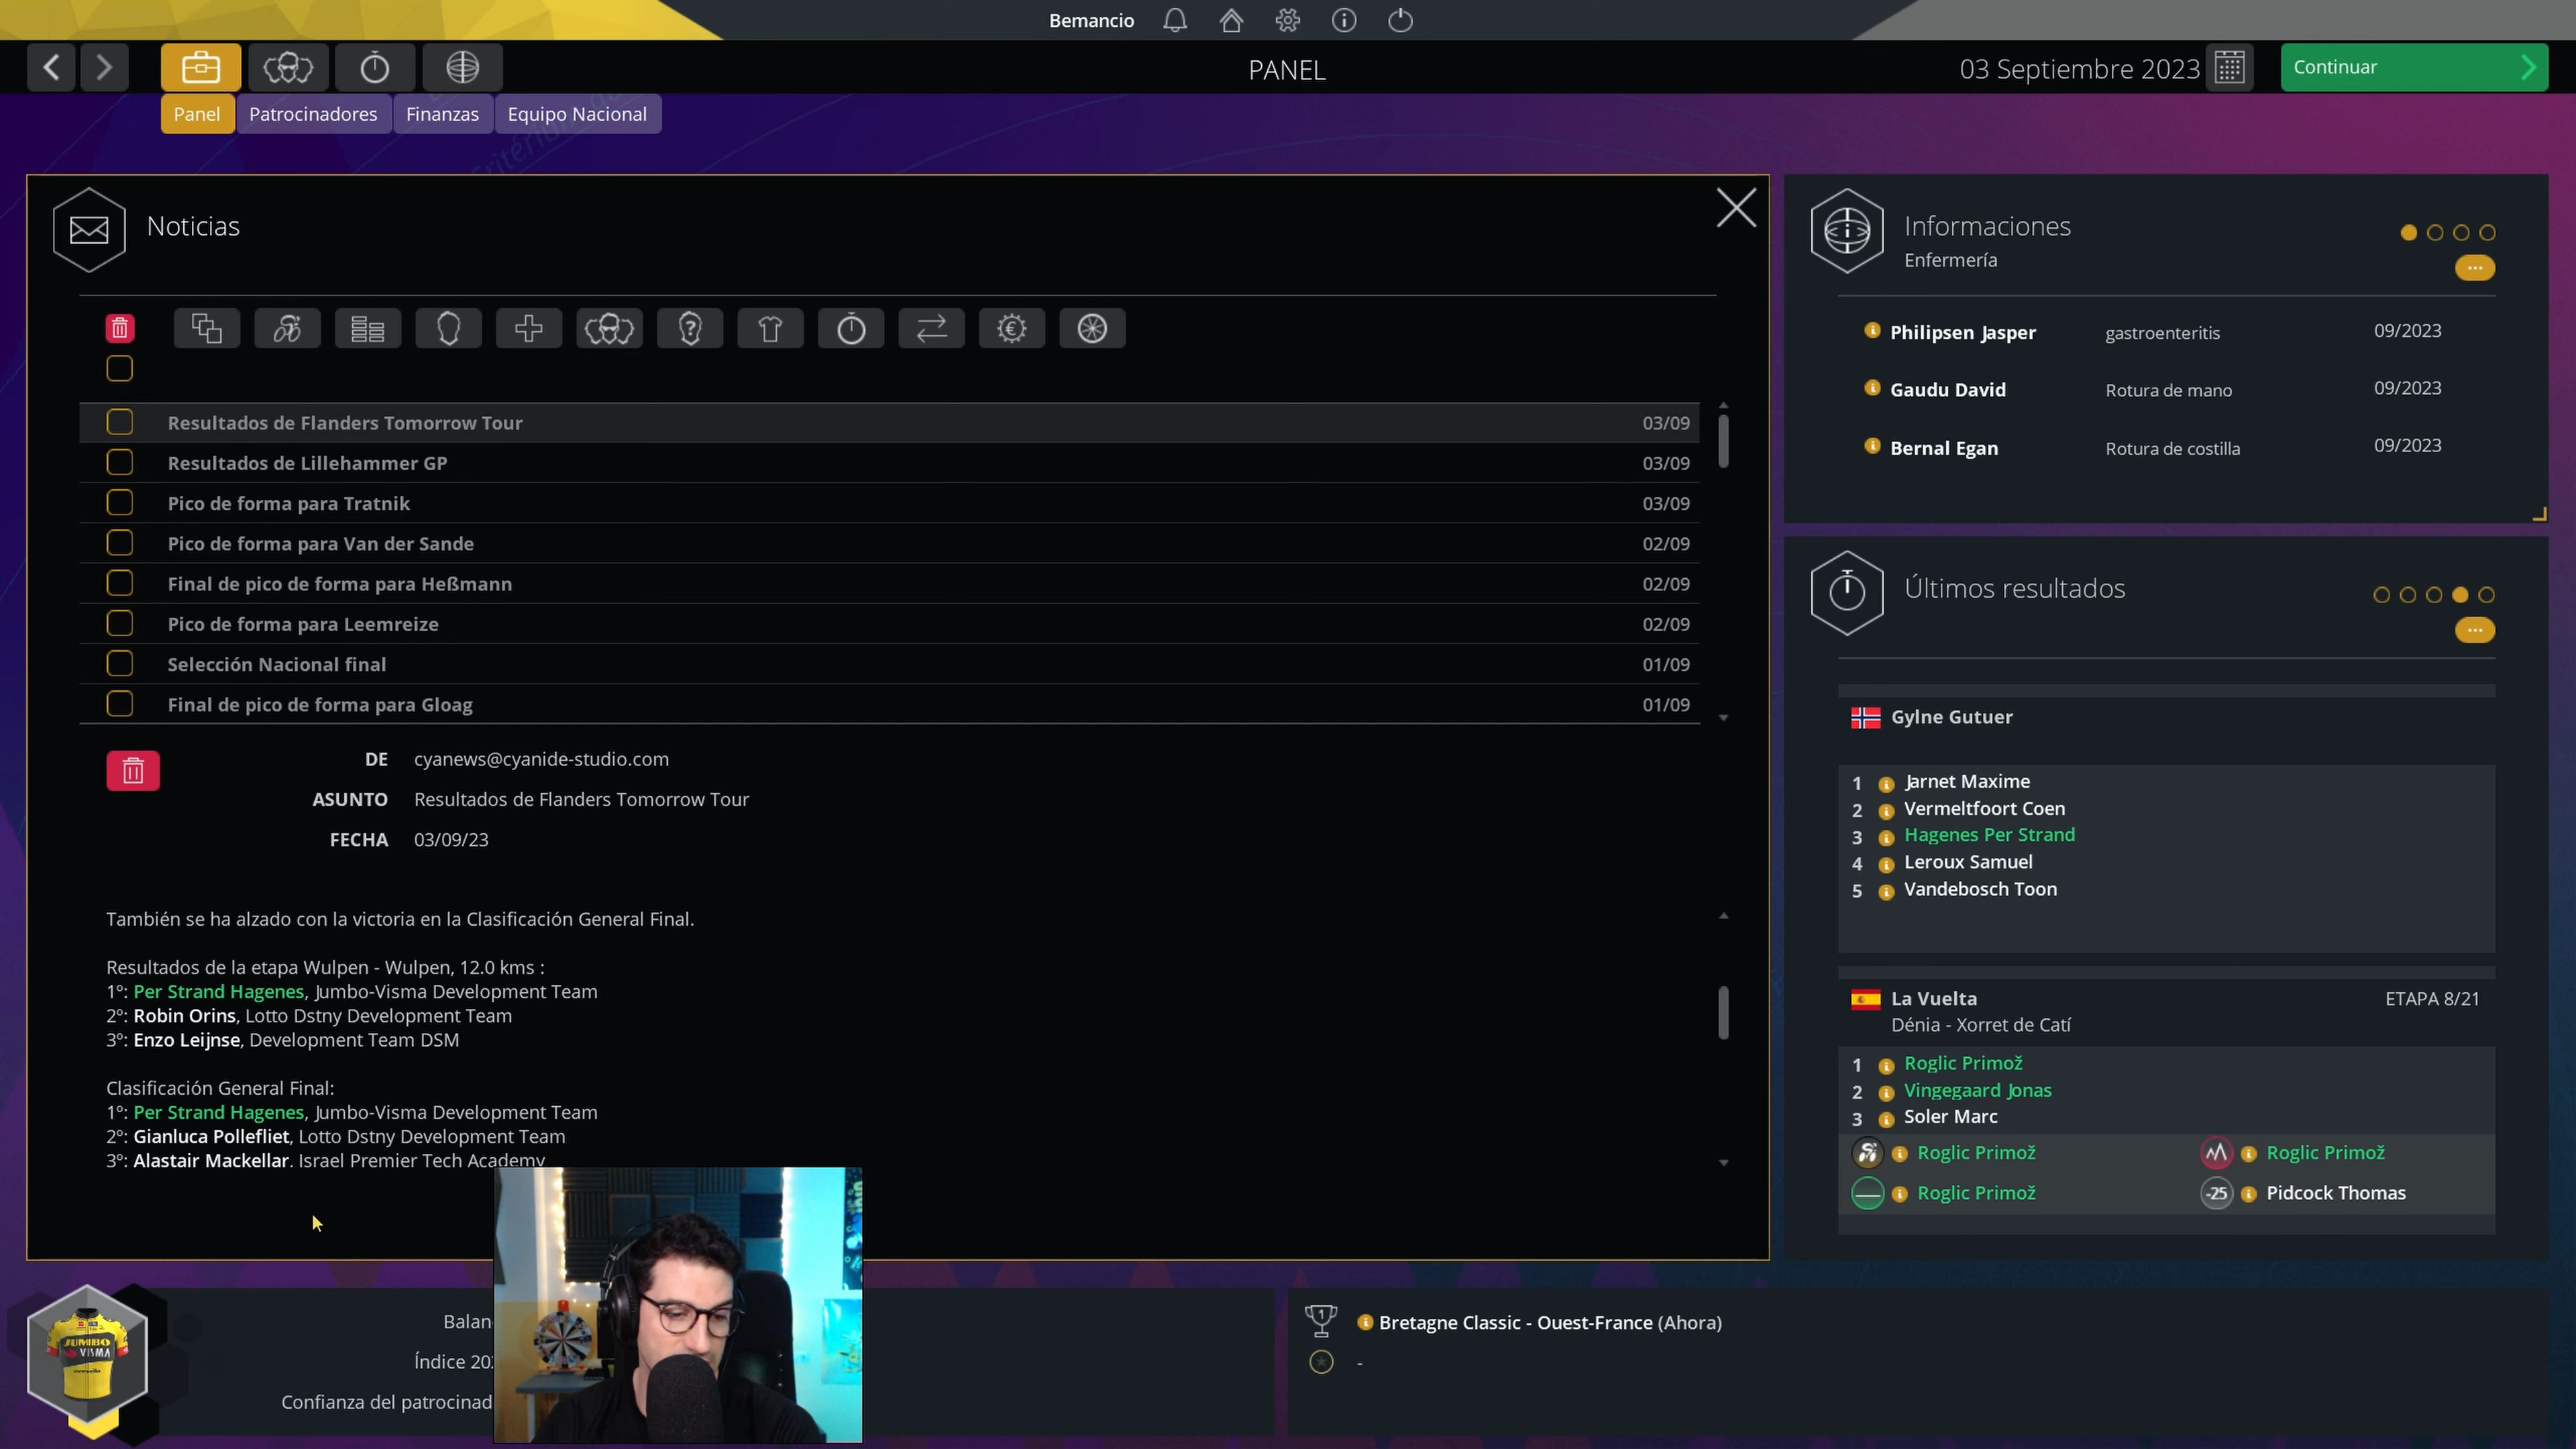 Bemancio
PANEL
03 Septiembre 2023
Continuar
Panel
Patrocinadores
Finanzas
Equipo Nacional
Noticias
Resultados de Flanders Tomorrow Tour 03/09
Resultados de Lillehammer GP 03/09
Pico de forma para Tratnik 03/09
Pico de forma para Van der Sande 02/09
Final de pico de forma para Heßmann 02/09
Pico de forma para Leemreize 02/09
Selección Nacional final 01/09
Final de pico de forma para Gloag 01/09
DE cyanews@cyanide-studio.com
ASUNTO Resultados de Flanders Tomorrow Tour
FECHA 03/09/23
También se ha alzado con la victoria en la Clasificación General Final.
Resultados de la etapa Wulpen - Wulpen, 12.0 kms :
1º: Per Strand Hagenes, Jumbo-Visma Development Team
2º: Robin Orins, Lotto Dstny Development Team
3º: Enzo Leijnse, Development Team DSM
Clasificación General Final:
1º: Per Strand Hagenes, Jumbo-Visma Development Team
2º: Gianluca Pollefliet, Lotto Dstny Development Team
3º: Alastair Mackellar, Israel Premier Tech Academy
Informaciones
Enfermería
Philipsen Jasper gastroenteritis 09/2023
Gaudu David Rotura de mano 09/2023
Bernal Egan Rotura de costilla 09/2023
Últimos resultados
Gylne Gutuer
1 Jarnet Maxime
2 Vermeltfoort Coen
3 Hagenes Per Strand
4 Leroux Samuel
5 Vandebosch Toon
La Vuelta ETAPA 8/21
Dénia - Xorret de Catí
1 Roglic Primož
2 Vingegaard Jonas
3 Soler Marc
Roglic Primož Roglic Primož
Roglic Primož -25 Pidcock Thomas
JUMBO
VISMA
Balan
Índice 20
Confianza del patrocinad
1 Bretagne Classic - Ouest-France (Ahora)
-